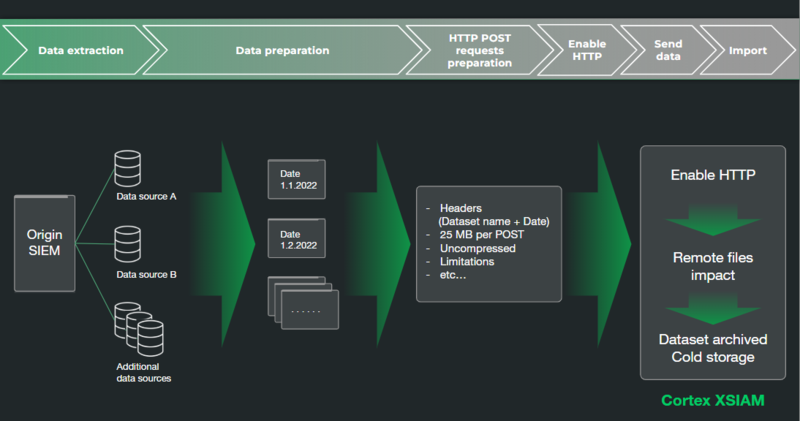 Data extraction
Data preparation
HTTP POST
requests
preparation
Enable
HTTP
Send
data
Import
Origin
SIEM
Data source A
Data source B
Additional
data sources
Date
1.1.2022
Date
1.2.2022
......
- Headers
(Dataset name + Date)
- 25 MB per POST
- Uncompressed
- Limitations
- etc...
Enable HTTP
Remote files
impact
Dataset archived
Cold storage
Cortex XSIAM